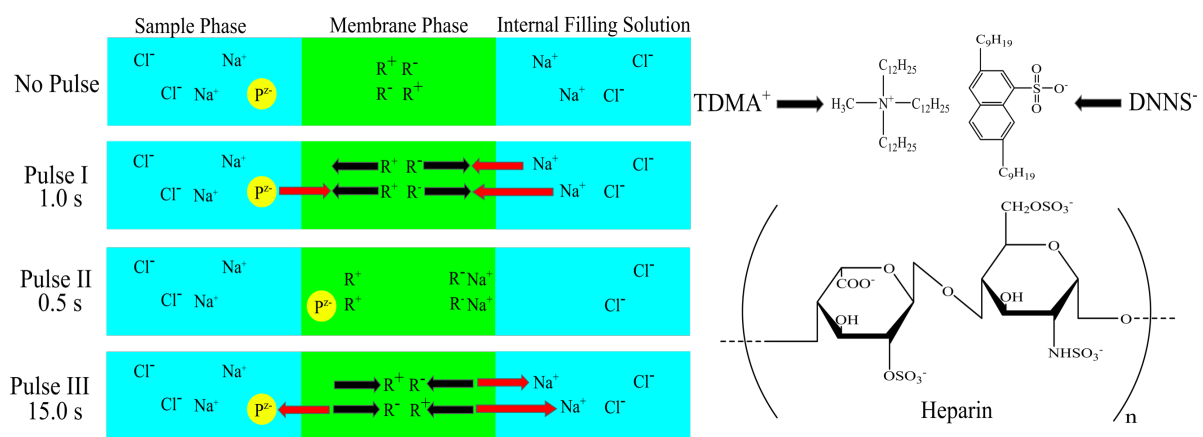 Sample Phase Membrane Phase Internal Filling Solution
No Pulse
Cl⁻ Na⁺ R⁺ R⁻ Na⁺ Cl⁻
Cl⁻ Na⁺ Pᶻ⁻ R⁻ R⁺ Na⁺ Cl⁻
Pulse I
1.0 s
Cl⁻ Na⁺ R⁺ R⁻ Na⁺ Cl⁻
Cl⁻ Na⁺ Pᶻ⁻ R⁺ R⁻ Na⁺ Cl⁻
Pulse II
0.5 s
Cl⁻ Na⁺ R⁺ R⁻Na⁺ Cl⁻
Cl⁻ Na⁺ Pᶻ⁻ R⁺ R⁻Na⁺ Cl⁻
Pulse III
15.0 s
Cl⁻ Na⁺ R⁺ R⁻ Na⁺ Cl⁻
Cl⁻ Na⁺ Pᶻ⁻ R⁻ R⁺ Na⁺ Cl⁻
TDMA⁺
C₁₂H₂₅
C₁₂H₂₅
H₃C N⁺ C₁₂H₂₅
C₁₂H₂₅
C₉H₁₉
O
S O⁻
O
C₉H₁₉
DNNS⁻
CH₂OSO₃⁻
O O
COO⁻
OH O OH O
OSO₃⁻ NHSO₃⁻
Heparin
n